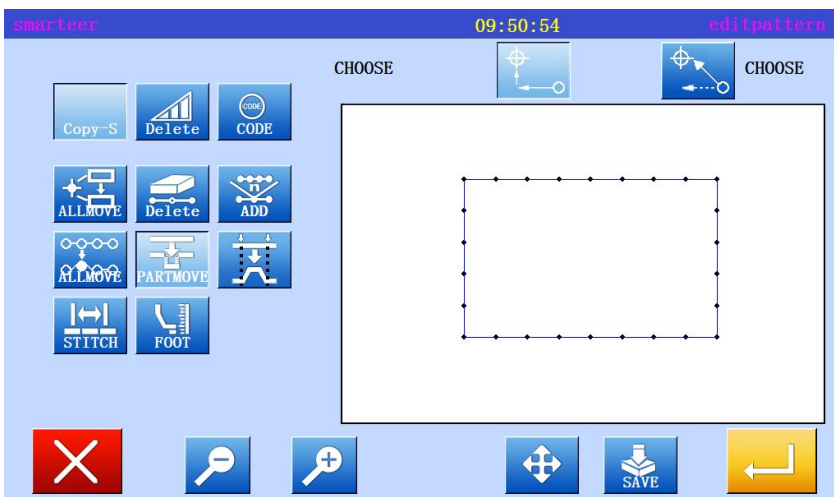 smarteer 09:50:54 editpattern
CHOOSE CHOOSE
Copy-S Delete CODE CODE
ALLMOVE Delete n ADD
ALLMOVE PARTMOVE
STITCH FOOT
SAVE